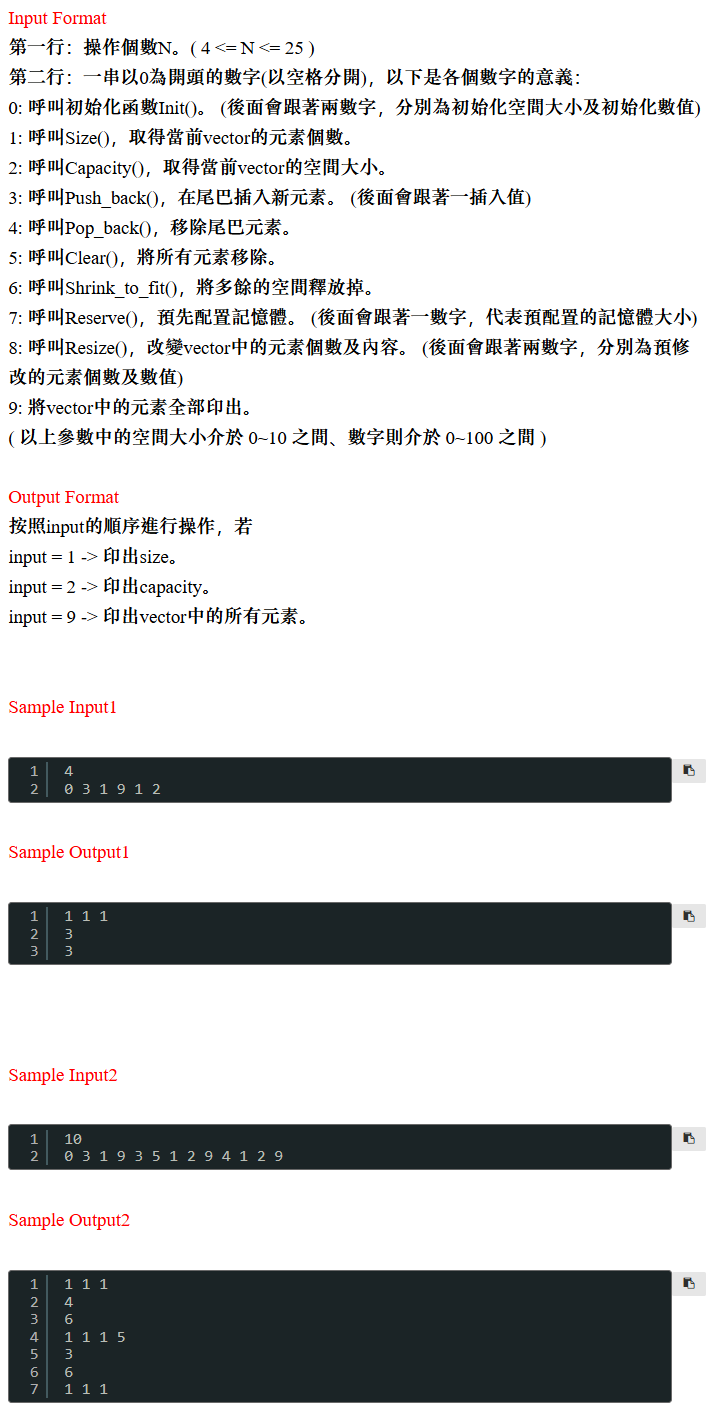 Input Format
第一行：操作個數N。( 4 <= N <= 25 )
第二行：一串以0為開頭的數字(以空格分開)，以下是各個數字的意義：
0: 呼叫初始化函數Init()。 (後面會跟著兩數字，分別為初始化空間大小及初始化數值)
1: 呼叫Size()，取得當前vector的元素個數。
2: 呼叫Capacity()，取得當前vector的空間大小。
3: 呼叫Push_back()，在尾巴插入新元素。 (後面會跟著一插入值)
4: 呼叫Pop_back()，移除尾巴元素。
5: 呼叫Clear()，將所有元素移除。
6: 呼叫Shrink_to_fit()，將多餘的空間釋放掉。
7: 呼叫Reserve()，預先配置記憶體。 (後面會跟著一數字，代表預配置的記憶體大小)
8: 呼叫Resize()，改變vector中的元素個數及內容。 (後面會跟著兩數字，分別為預修
改的元素個數及數值)
9: 將vector中的元素全部印出。
( 以上參數中的空間大小介於 0~10 之間、數字則介於 0~100 之間 )
Output Format
按照input的順序進行操作，若
input = 1 -> 印出size。
input = 2 -> 印出capacity。
input = 9 -> 印出vector中的所有元素。
Sample Input1
1 4
2 0 3 1 9 1 2
Sample Output1
1 1 1 1
2 3
3 3
Sample Input2
1 10
2 0 3 1 9 3 5 1 2 9 4 1 2 9
Sample Output2
1 1 1 1
2 4
3 6
4 1 1 1 5
5 3
6 6
7 1 1 1